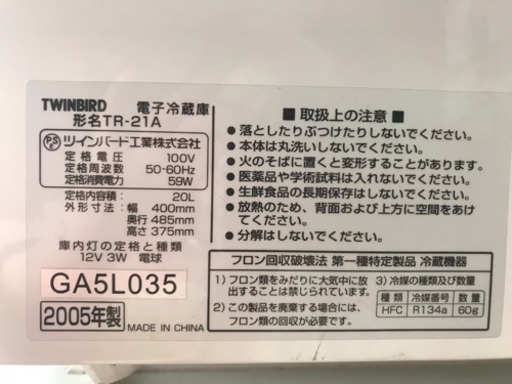 TWINBIRD 電子冷蔵庫
形名TR-21A
PSE ツインバード工業株式会社
定格電圧 100V
定格周波数 50-60Hz
定格消費電力 59W
定格内容積: 20L
外形寸法: 幅 400mm
奥行 485mm
高さ 375mm
庫内灯の定格と種類
12V 3W 電球
GA5L035
2005年製 MADE IN CHINA
■ 取扱上の注意 ■
●落としたりぶつけたりしないでください。
●本体は丸洗いしないでください。
●火のそばに置くと変形することがあります。
●医薬品や学術試料は入れないでください。
●生鮮食品の長期保存はしないでください。
●放熱のため、背面および上方に空間をあけてください。
●分解はしないでください。
フロン回収破壊法 第一種特定製品 冷蔵機器
1)フロン類をみだりに大気中に放出することは禁じられています。
2)この製品を廃棄する場合には、フロン類の回収が必要です。
3)冷媒の種類及び数量
種類 冷媒番号 数量
HFC R134a 60g